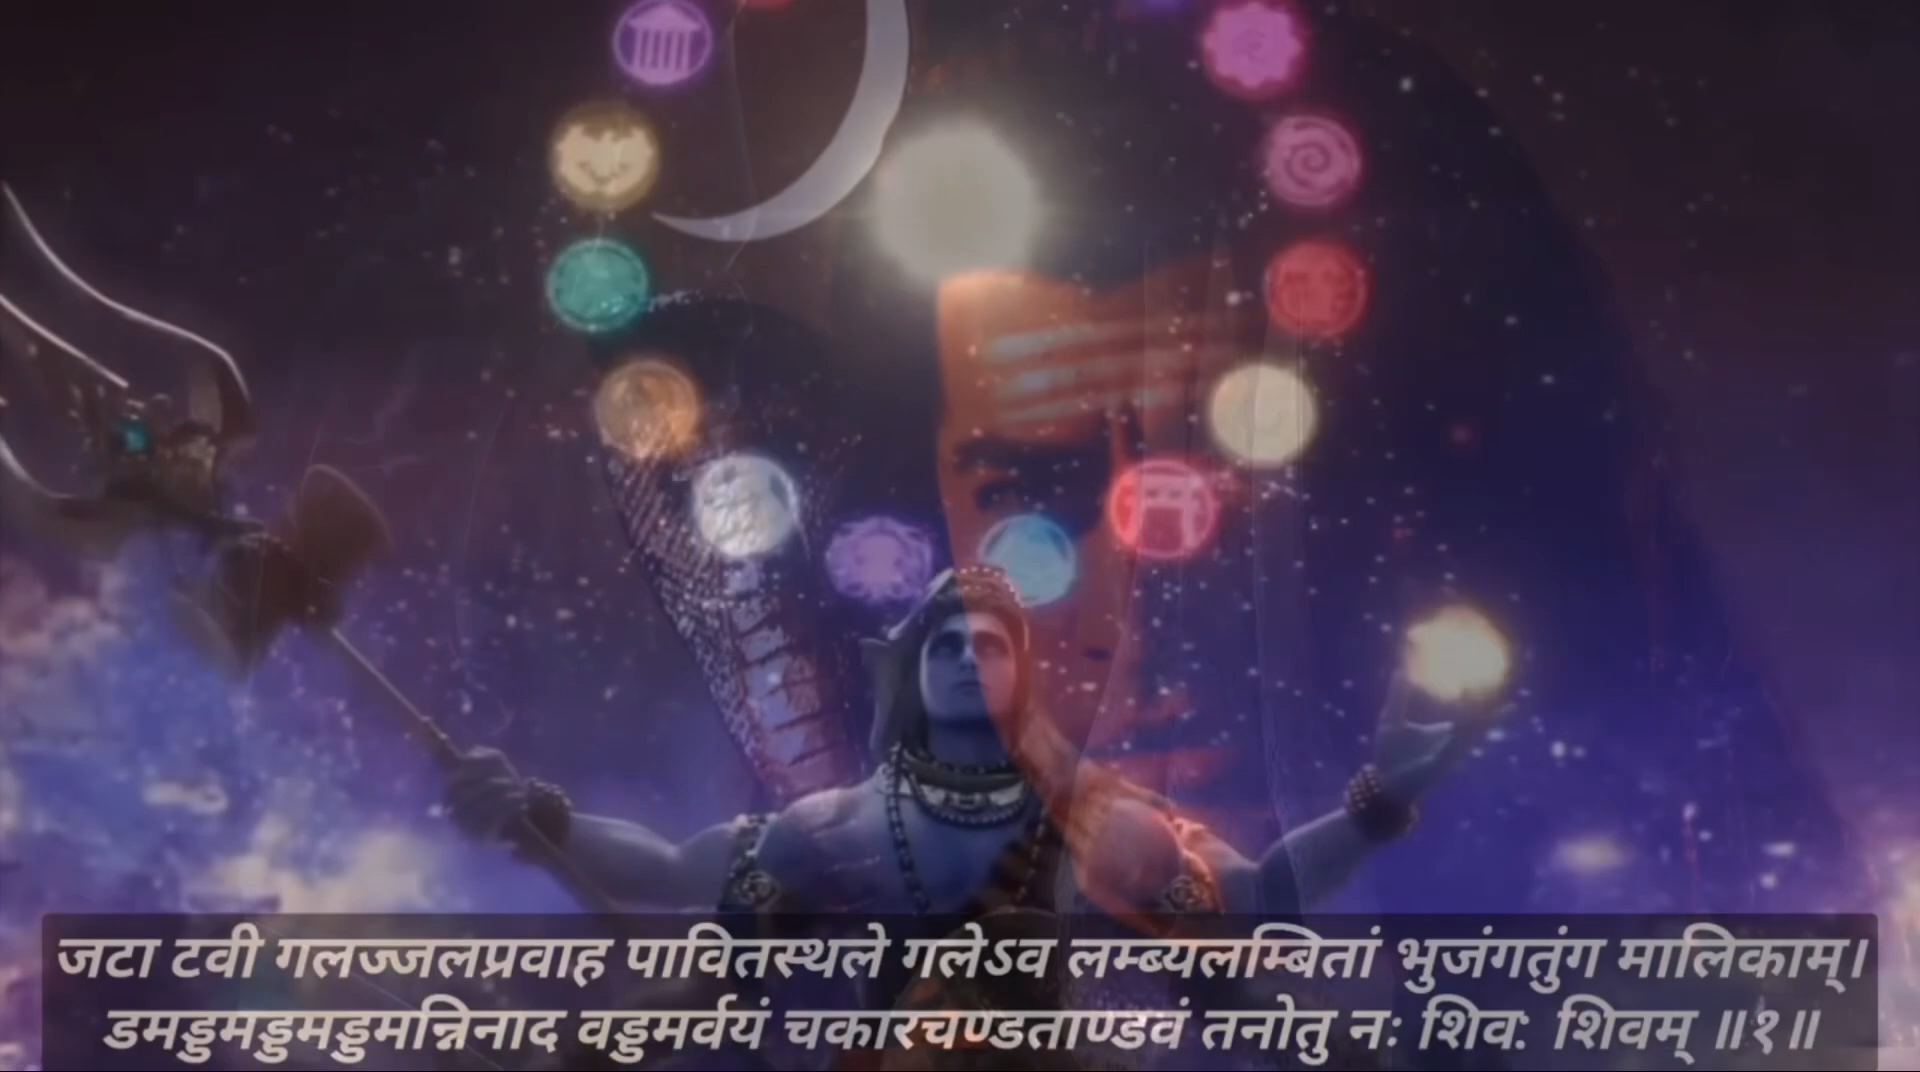 जटा टवी गलज्जलप्रवाह पावितस्थले गलेऽव लम्ब्यलम्बितां भुजंगतुंग मालिकाम्।
डमड्डमड्डमड्डमन्निनाद वड्डमर्वयं चकारचण्डताण्डवं तनोतु नः शिवः शिवम् ॥१॥